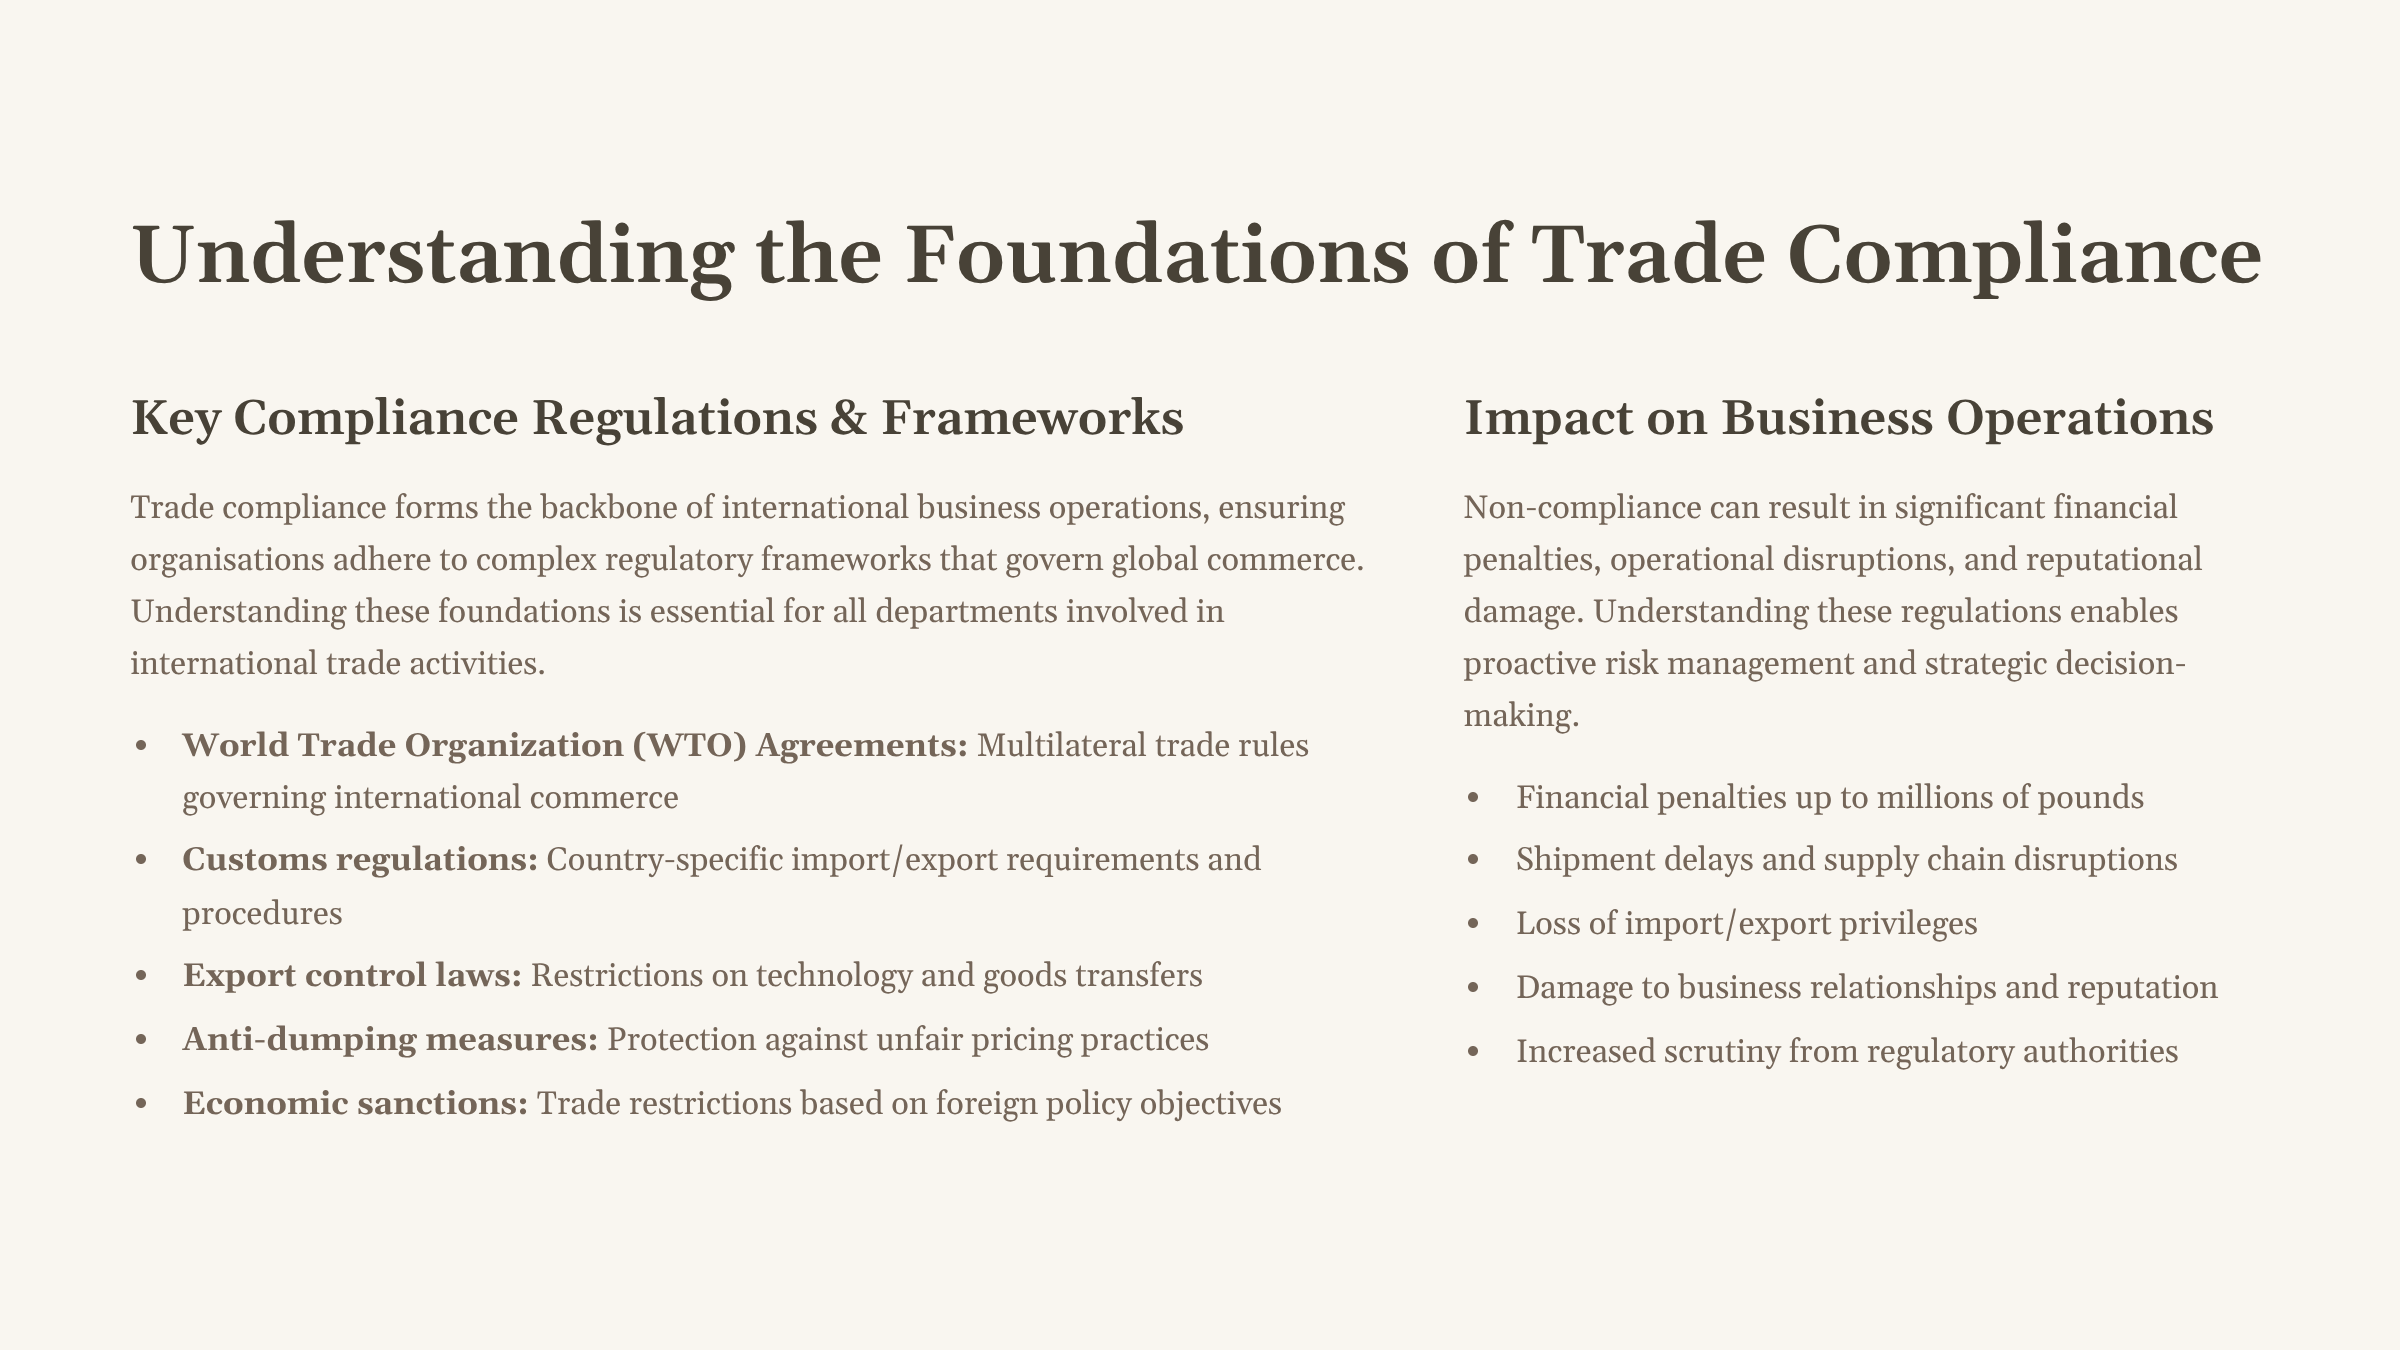 Understanding the Foundations of Trade Compliance
Key Compliance Regulations & Frameworks
Trade compliance forms the backbone of international business operations, ensuring
organisations adhere to complex regulatory frameworks that govern global commerce.
Understanding these foundations is essential for all departments involved in
international trade activities.
• World Trade Organization (WTO) Agreements: Multilateral trade rules
governing international commerce
• Customs regulations: Country-specific import/export requirements and
procedures
• Export control laws: Restrictions on technology and goods transfers
• Anti-dumping measures: Protection against unfair pricing practices
• Economic sanctions: Trade restrictions based on foreign policy objectives
Impact on Business Operations
Non-compliance can result in significant financial
penalties, operational disruptions, and reputational
damage. Understanding these regulations enables
proactive risk management and strategic decision-
making.
• Financial penalties up to millions of pounds
• Shipment delays and supply chain disruptions
• Loss of import/export privileges
• Damage to business relationships and reputation
• Increased scrutiny from regulatory authorities